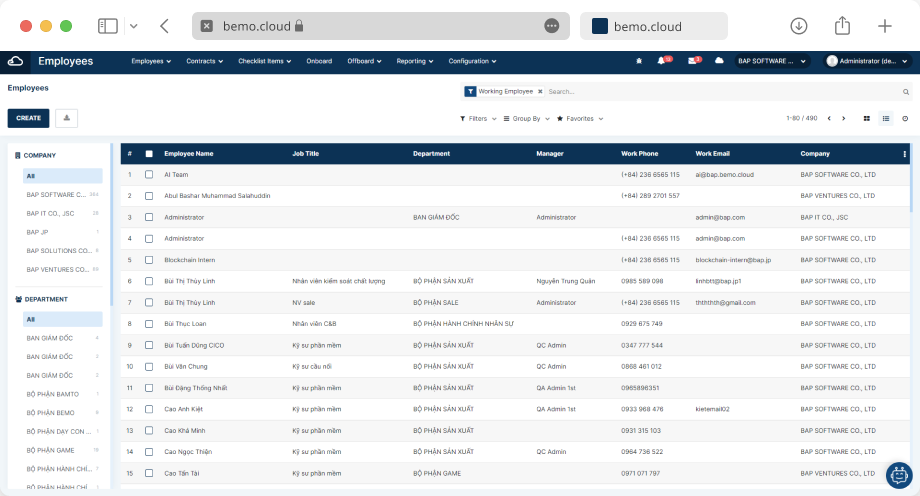 bemo.cloud
bemo.cloud
Employees
Employees Contracts Checklist Items Onboard Offboard Reporting Configuration
BAP SOFTWARE ... Administrator (de...
Employees
Working Employee Search...
CREATE
Filters Group By Favorites
1-80 / 490
COMPANY
All
BAP SOFTWARE C...
BAP IT CO., JSC
BAP JP
BAP SOLUTIONS CO...
BAP VENTURES CO...
DEPARTMENT
All
BAN GIÁM ĐỐC
BAN GIÁM ĐỐC
BAN GIÁM ĐỐC
BỘ PHẬN BAMTO
BỘ PHẬN BEMO
BỘ PHẬN DẠY CON ...
BỘ PHẬN GAME
BỘ PHẬN HÀNH CHÍ...
BỘ PHẬN HÀNH CHÍ
# Employee Name Job Title Department Manager Work Phone Work Email Company
1 AI Team (+84) 236 6565 115 ai@bap.bemo.cloud BAP SOFTWARE CO., LTD
2 Abul Bashar Muhammad Salahuddin (+84) 289 2701 557 BAP VENTURES CO., LTD
3 Administrator BAN GIÁM ĐỐC Administrator admin@bap.com BAP IT CO., JSC
4 Administrator (+84) 236 6565 115 admin@bap.com BAP SOFTWARE CO., LTD
5 Blockchain Intern (+84) 236 6565 115 blockchain-intern@bap.jp BAP SOFTWARE CO., LTD
6 Bùi Thị Thùy Linh Nhân viên kiểm soát chất lượng BỘ PHẬN SẢN XUẤT Nguyễn Trung Quân 0985 589 098 linhbtt@bap.jp1 BAP SOFTWARE CO., LTD
7 Bùi Thị Thùy Linh NV sale BỘ PHẬN SALE Administrator (+84) 236 6565 115 thththth@gmail.com BAP SOFTWARE CO., LTD
8 Bùi Thục Loan Nhân viên C&B BỘ PHẬN HÀNH CHÍNH NHÂN SỰ 0929 675 749 BAP SOFTWARE CO., LTD
9 Bùi Tuấn Dũng CICO Kỹ sư phần mềm BỘ PHẬN SẢN XUẤT QC Admin 0347 777 544 BAP SOFTWARE CO., LTD
10 Bùi Văn Chung Kỹ sư cầu nối BỘ PHẬN SẢN XUẤT QC Admin 0868 461 012 BAP SOFTWARE CO., LTD
11 Bùi Đặng Thống Nhất Kỹ sư phần mềm BỘ PHẬN SẢN XUẤT QA Admin 1st 0965896351 BAP SOFTWARE CO., LTD
12 Cao Anh Kiệt Kỹ sư phần mềm BỘ PHẬN SẢN XUẤT QA Admin 1st 0933 968 476 kietemail02 BAP SOFTWARE CO., LTD
13 Cao Khả Minh Kỹ sư phần mềm BỘ PHẬN SẢN XUẤT 0931 315 103 BAP SOFTWARE CO., LTD
14 Cao Ngọc Thiện Kỹ sư phần mềm BỘ PHẬN SẢN XUẤT QC Admin 0964 736 522 BAP SOFTWARE CO., LTD
15 Cao Tấn Tài Kỹ sư phần mềm BỘ PHẬN GAME 0971 071 797 BAP VENTURES CO., LTD